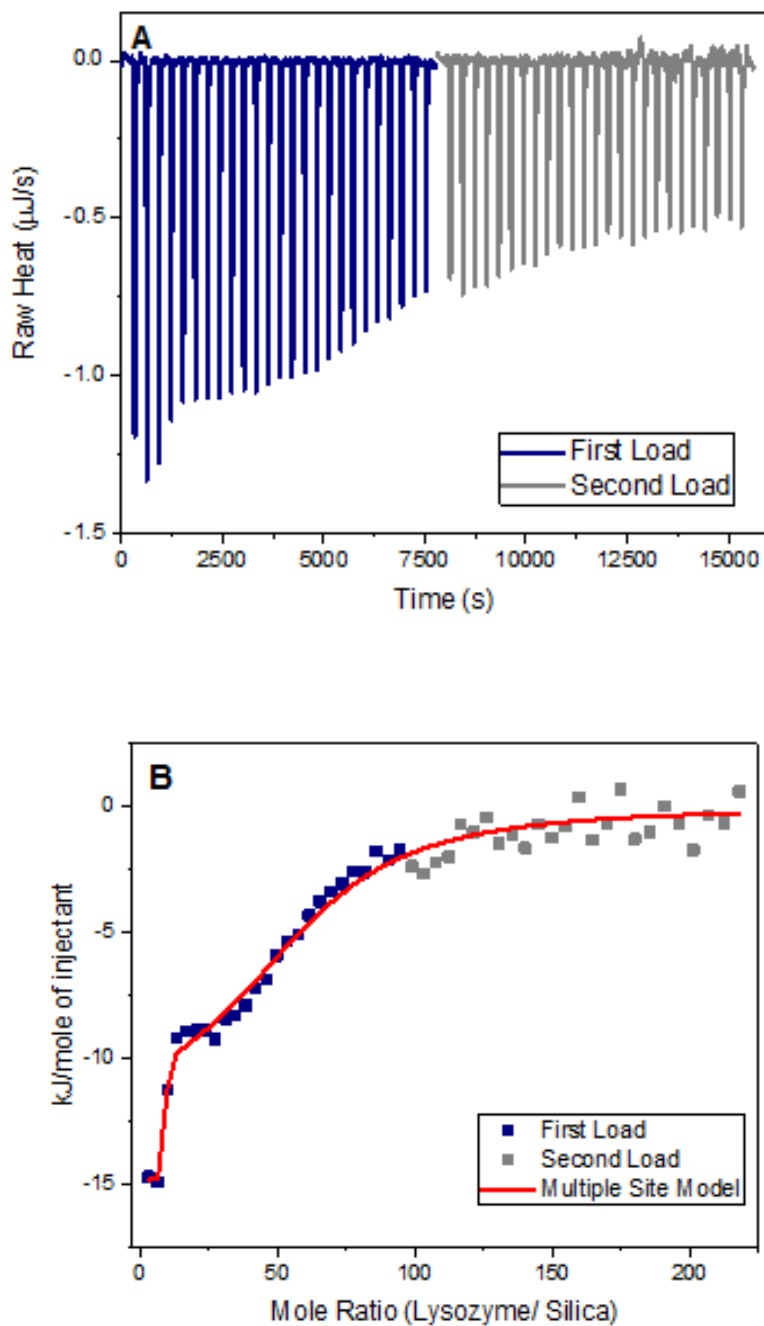 A
0.0
-0.5
-1.0
-1.5
Raw Heat (µJ/s)
First Load
Second Load
0 2500 5000 7500 10000 12500 15000
Time (s)
B
0
-5
-10
-15
kJ/mole of injectant
First Load
Second Load
Multiple Site Model
0 50 100 150 200
Mole Ratio (Lysozyme/ Silica)